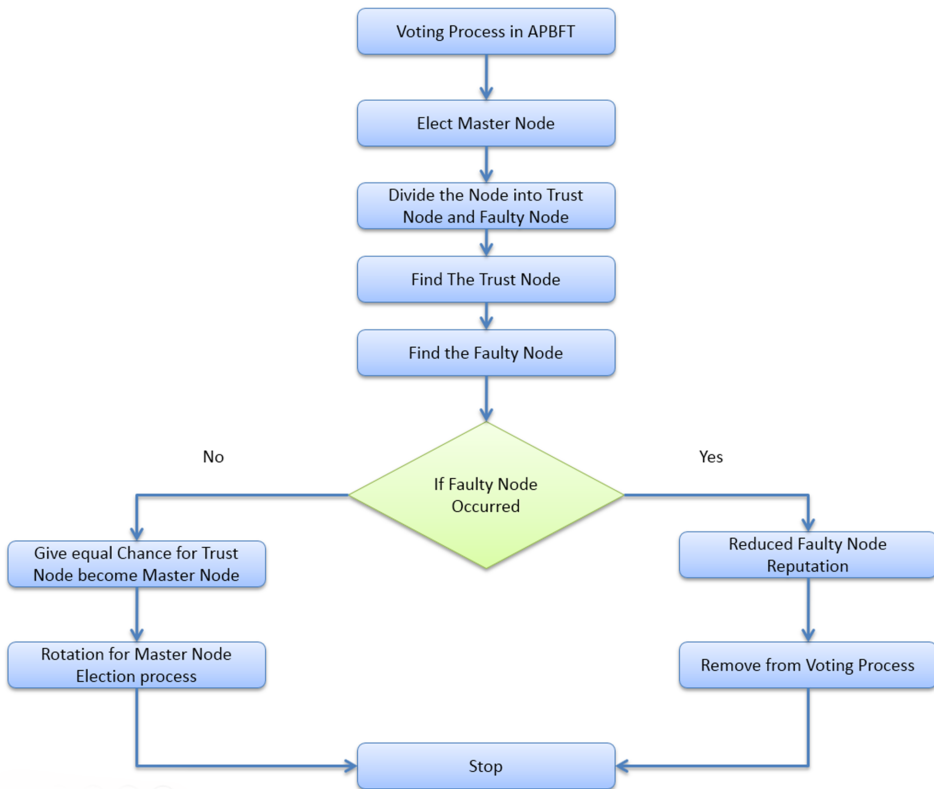 Voting Process in APBFT
Elect Master Node
Divide the Node into Trust
Node and Faulty Node
Find The Trust Node
Find the Faulty Node
No
Yes
If Faulty Node
Occurred
Give equal Chance for Trust
Node become Master Node
Reduced Faulty Node
Reputation
Rotation for Master Node
Election process
Remove from Voting Process
Stop